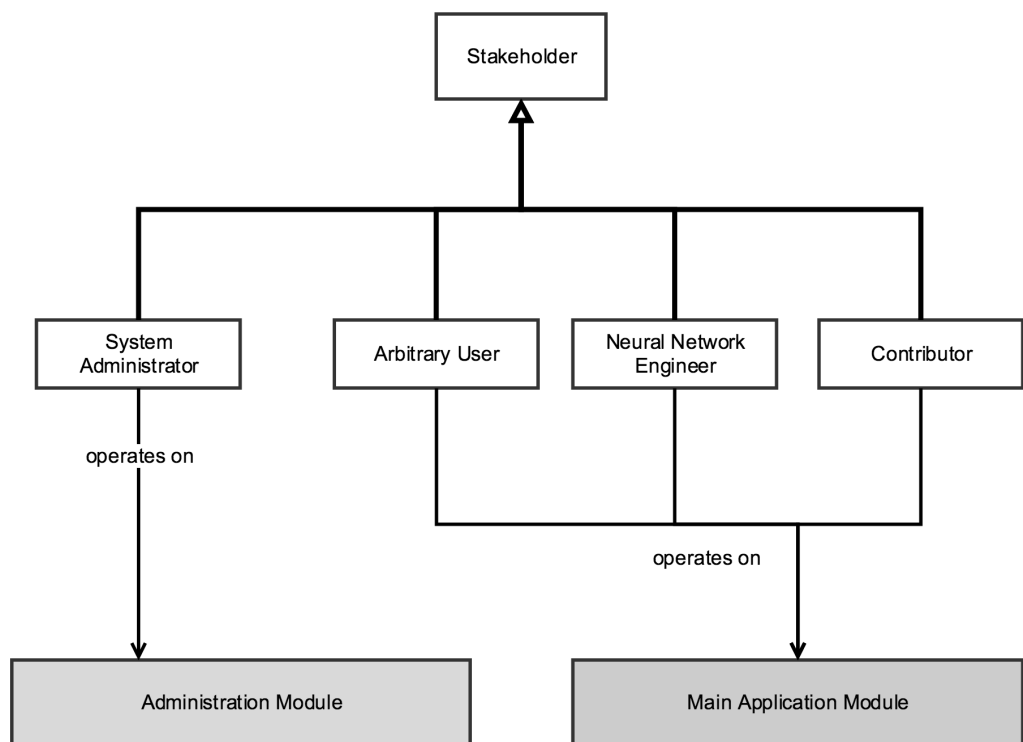 Stakeholder
System
Administrator
Arbitrary User
Neural Network
Engineer
Contributor
operates on
operates on
Administration Module
Main Application Module